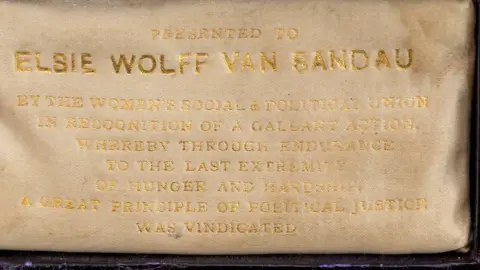 PRESENTED TO
ELSIE WOLFF VAN SANDAU
BY THE WOMEN'S SOCIAL & POLITICAL UNION
IN RECOGNITION OF A GALLANT ACTION,
WHEREBY THROUGH ENDURANCE
TO THE LAST EXTREMITY
OF HUNGER AND HARDSHIP,
A GREAT PRINCIPLE OF POLITICAL JUSTICE
WAS VINDICATED